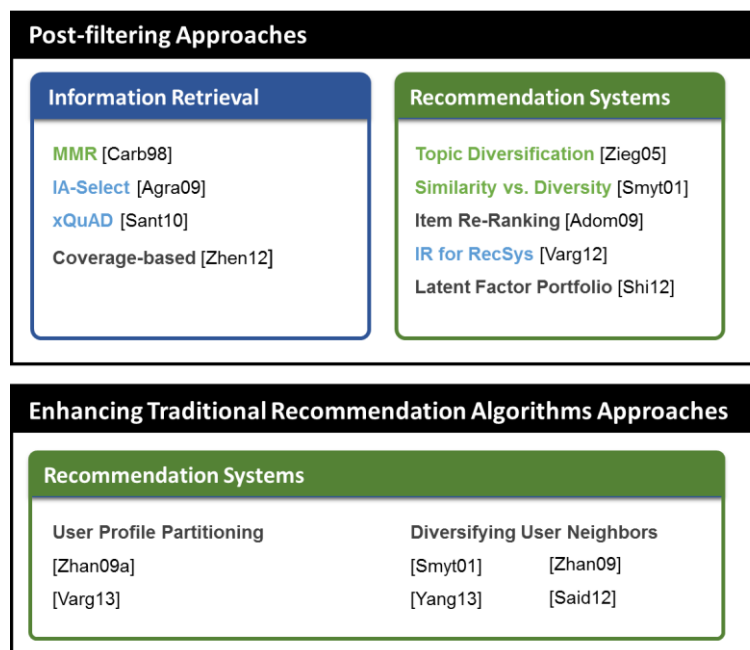 Post-filtering Approaches
Information Retrieval
MMR [Carb98]
IA-Select [Agra09]
xQuAD [Sant10]
Coverage-based [Zhen12]
Recommendation Systems
Topic Diversification [Zieg05]
Similarity vs. Diversity [Smyt01]
Item Re-Ranking [Adom09]
IR for RecSys [Varg12]
Latent Factor Portfolio [Shi12]
Enhancing Traditional Recommendation Algorithms Approaches
Recommendation Systems
User Profile Partitioning
[Zhan09a]
[Varg13]
Diversifying User Neighbors
[Smyt01] [Zhan09]
[Yang13] [Said12]